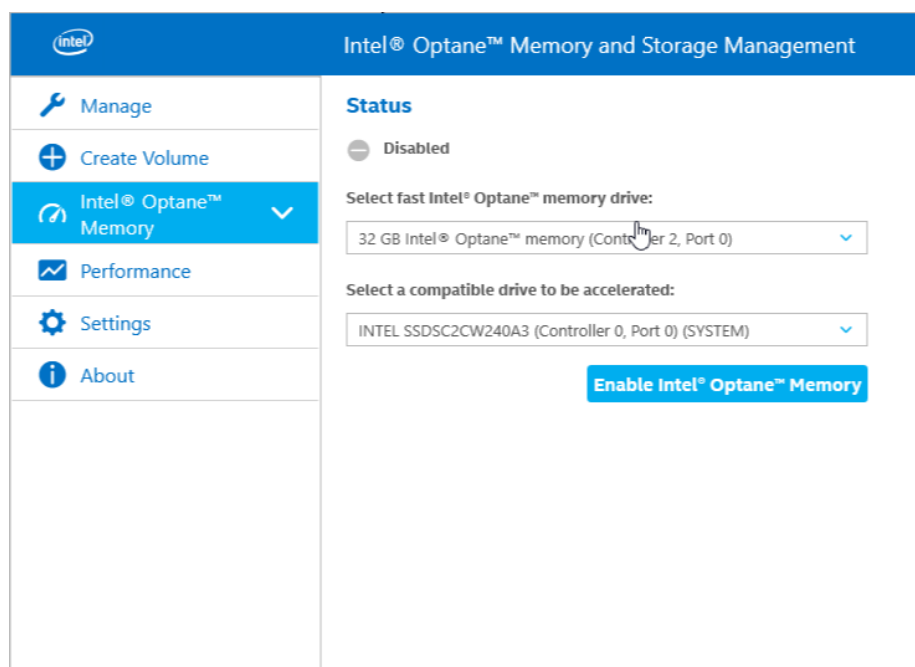 intel
Intel® Optane™ Memory and Storage Management
Manage
Create Volume
Intel® Optane™
Memory
Performance
Settings
About
Status
Disabled
Select fast Intel® Optane™ memory drive:
32 GB Intel® Optane™ memory (Controller 2, Port 0)
Select a compatible drive to be accelerated:
INTEL SSDSC2CW240A3 (Controller 0, Port 0) (SYSTEM)
Enable Intel® Optane™ Memory